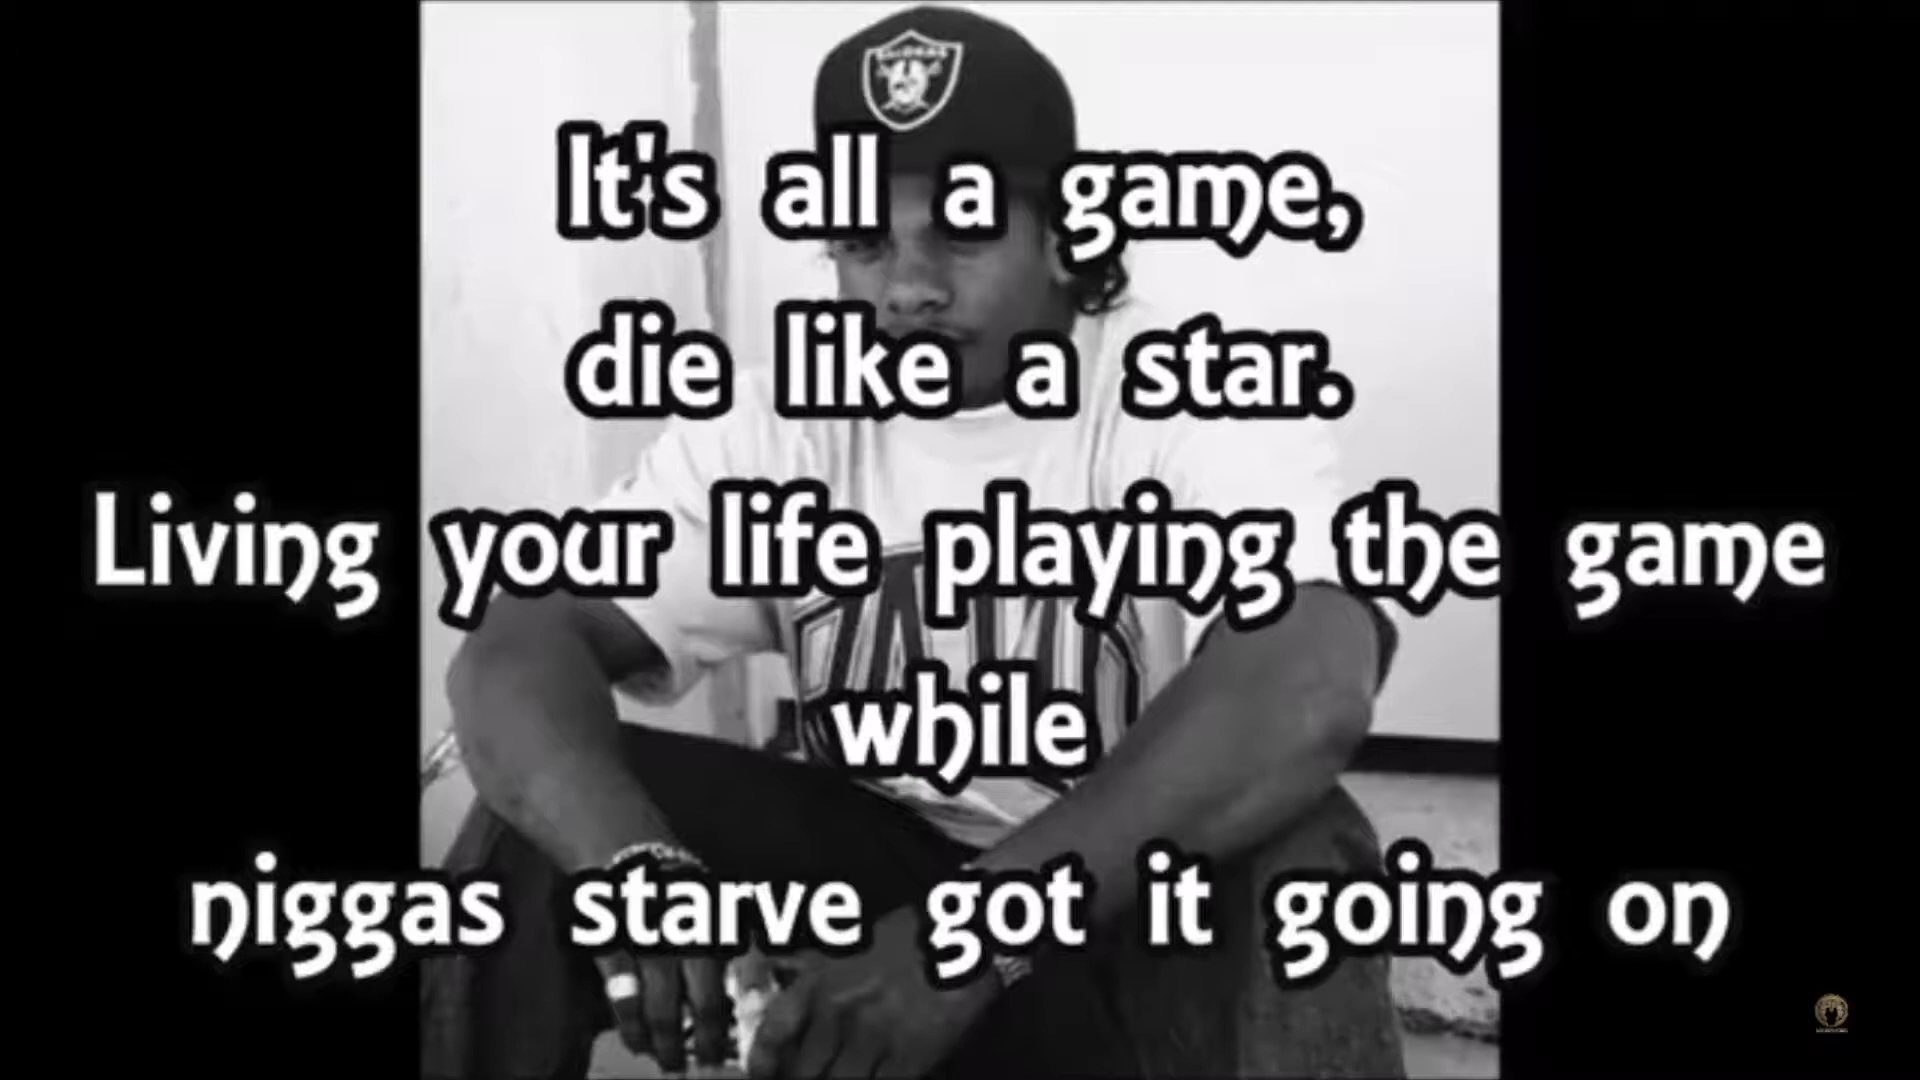 RAIDERS
It's all a game,
die like a star.
Living your life playing the game
while
niggas starve got it going on